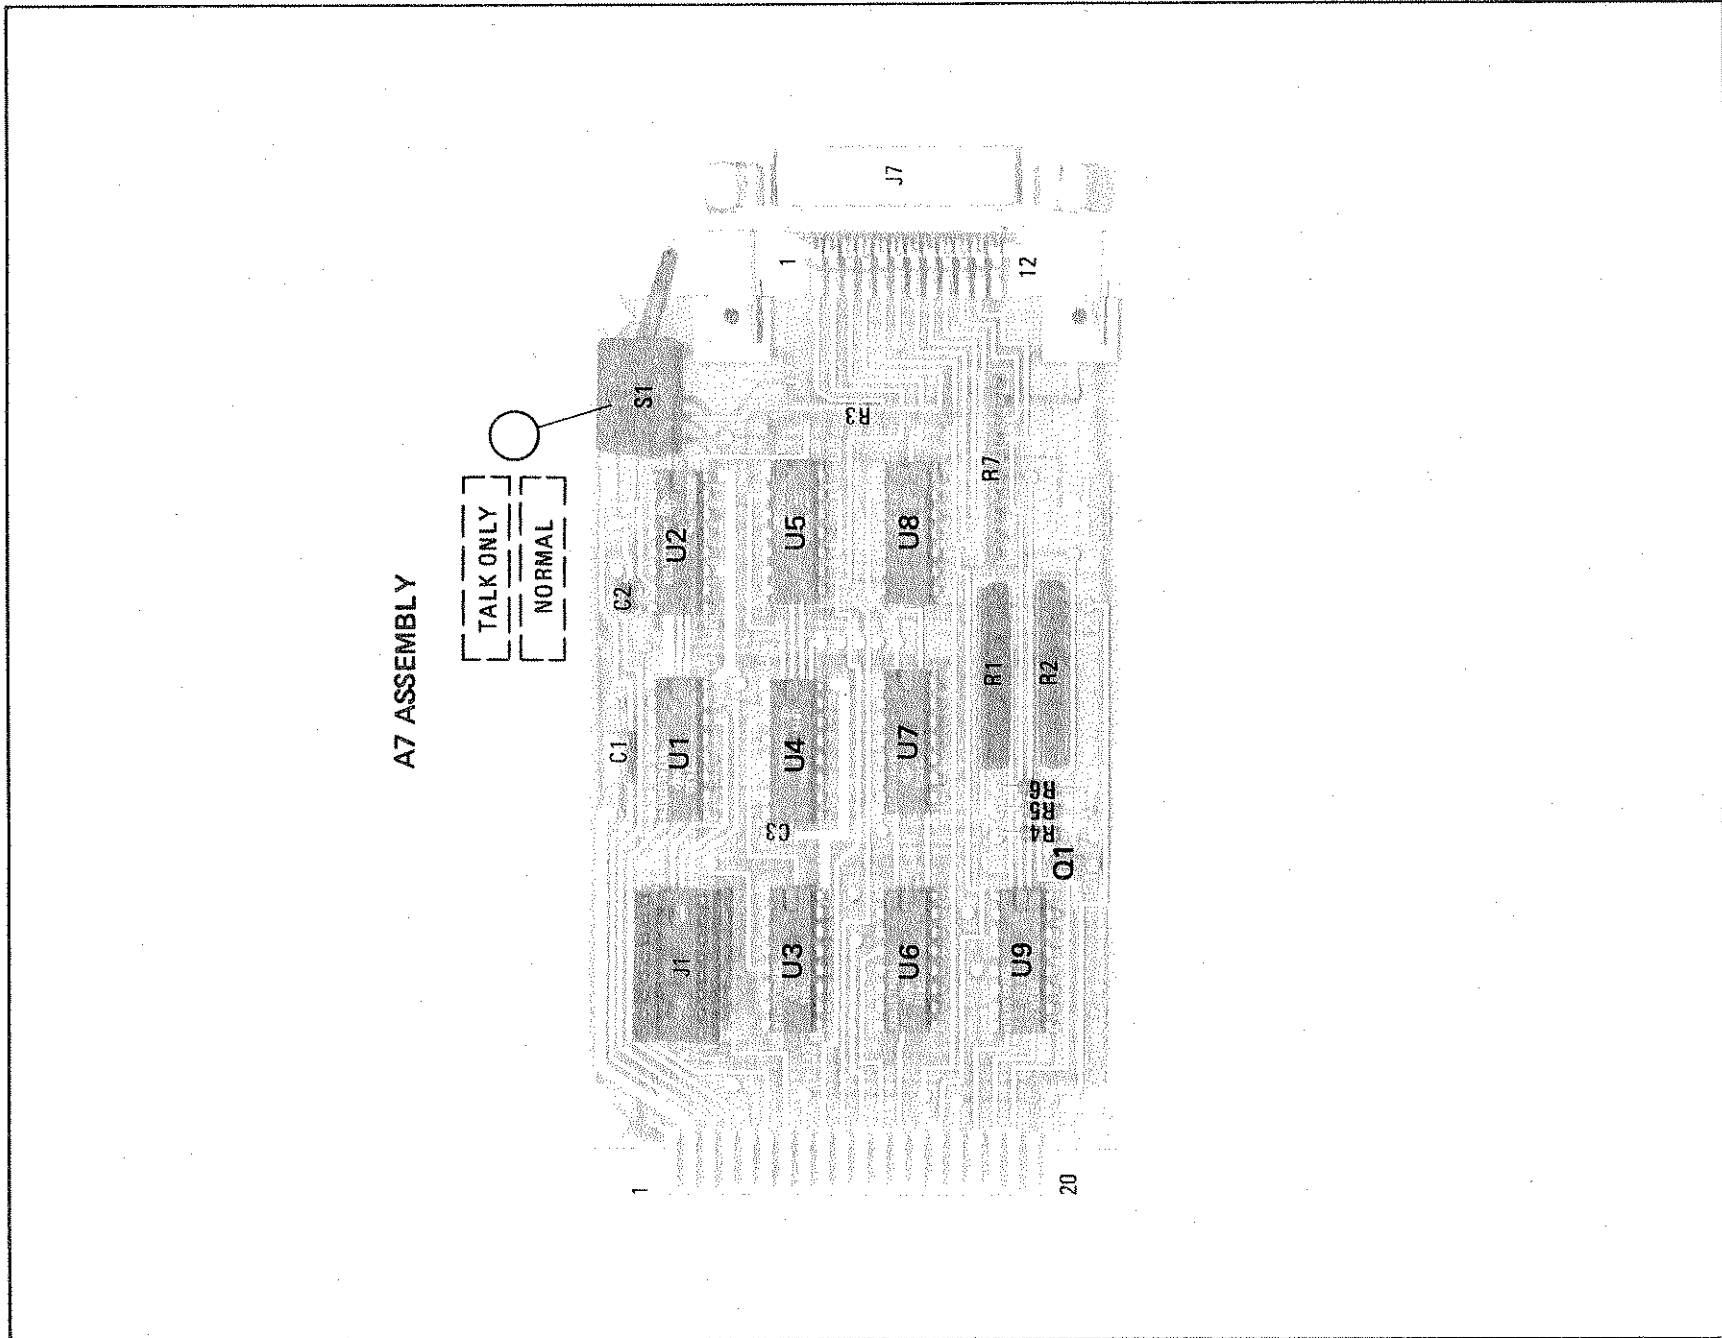 A7 ASSEMBLY
TALK ONLY
NORMAL
S1
J7
1
12
C1
C2
U1
U2
R3
J1
C3
U3
U4
U5
U6
U7
U8
R7
R1
R2
R4
R5
R6
Q1
U9
1
20